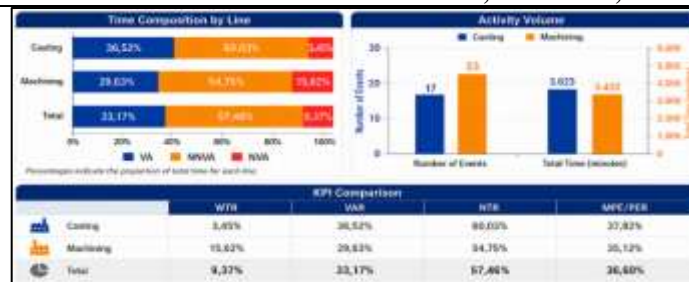 Time Composition by Line
Casting 36,52% 60,03% 3,45%
Machining 29,63% 54,75% 15,62%
Total 33,17% 57,46% 9,37%
0% 20% 40% 60% 80% 100%
VA NNVA NVA
Percentages indicate the proportion of total time for each line.
Activity Volume
Casting Machining
Number of Events
30
20
10
0
17
23
3.623
Number of Events Total Time (minutes)
KPI Comparison
WTR VAR NTR MPC/PER
Casting 3,45% 36,52% 60,03% 37,82%
Machining 15,62% 29,63% 54,75% 35,12%
Total 9,37% 33,17% 57,46% 36,60%